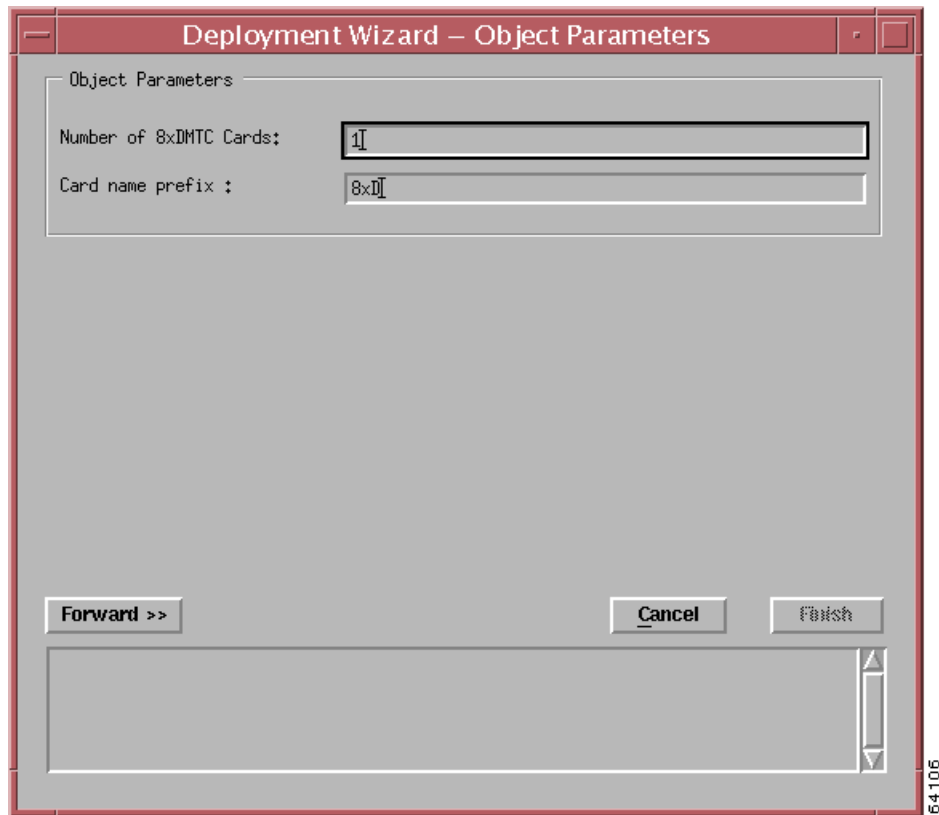 Deployment Wizard – Object Parameters
Object Parameters
Number of 8xDMTC Cards:
1
Card name prefix :
8xD
Forward >>
Cancel
Finish
64106